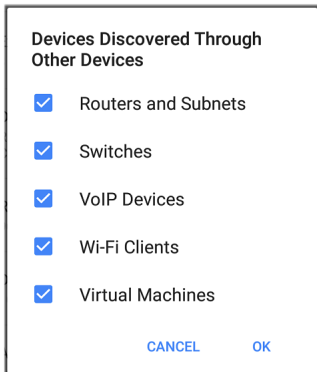 Devices Discovered Through
Other Devices
Routers and Subnets
Switches
VoIP Devices
Wi-Fi Clients
Virtual Machines
CANCEL OK